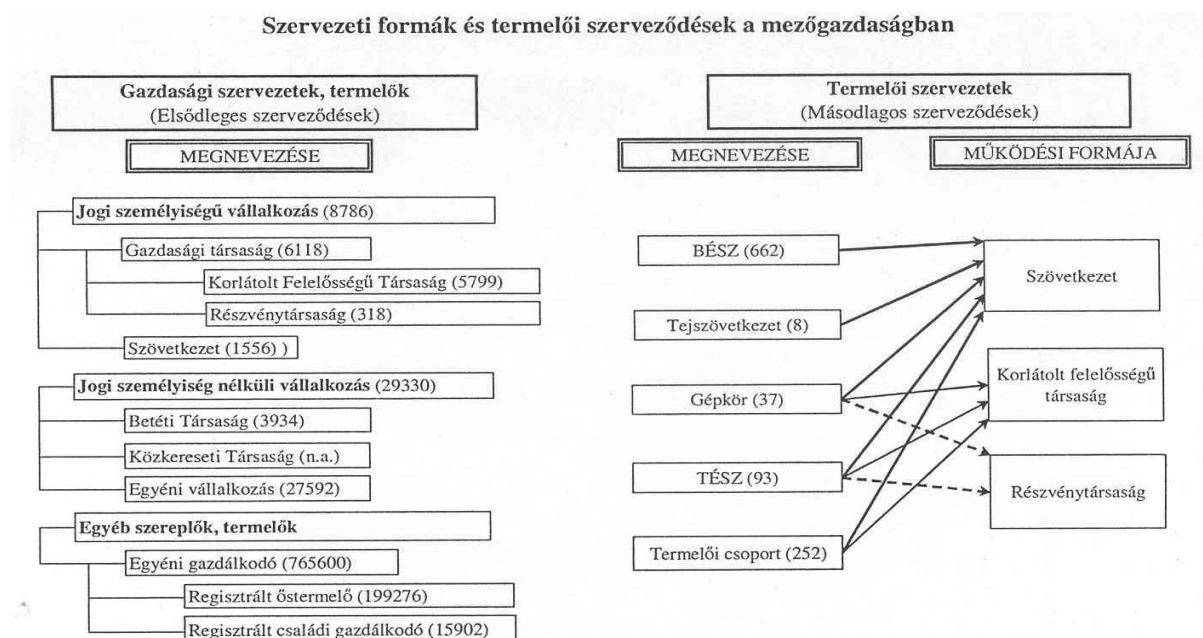 Szervezeti formák és termelői szerveződések a mezőgazdaságban
Gazdasági szervezetek, termelők
(Elsődleges szerveződések)
MEGNEVEZÉSE
Jogi személyiségű vállalkozás (8786)
Gazdasági társaság (6118)
Korlátolt Felelősségű Társaság (5799)
Részvénytársaság (318)
Szövetkezet (1556) )
Jogi személyiség nélküli vállalkozás (29330)
Betéti Társaság (3934)
Közkereseti Társaság (n.a.)
Egyéni vállalkozás (27592)
Egyéb szereplők, termelők
Egyéni gazdálkodó (765600)
Regisztrált őstermelő (199276)
Regisztrált családi gazdálkodó (15902)
Termelői szervezetek
(Másodlagos szerveződések)
MEGNEVEZÉSE
MŰKÖDÉSI FORMÁJA
BÉSZ (662)
Tejszövetkezet (8)
Gépkör (37)
TÉSZ (93)
Termelői csoport (252)
Szövetkezet
Korlátolt felelősségű
társaság
Részvénytársaság